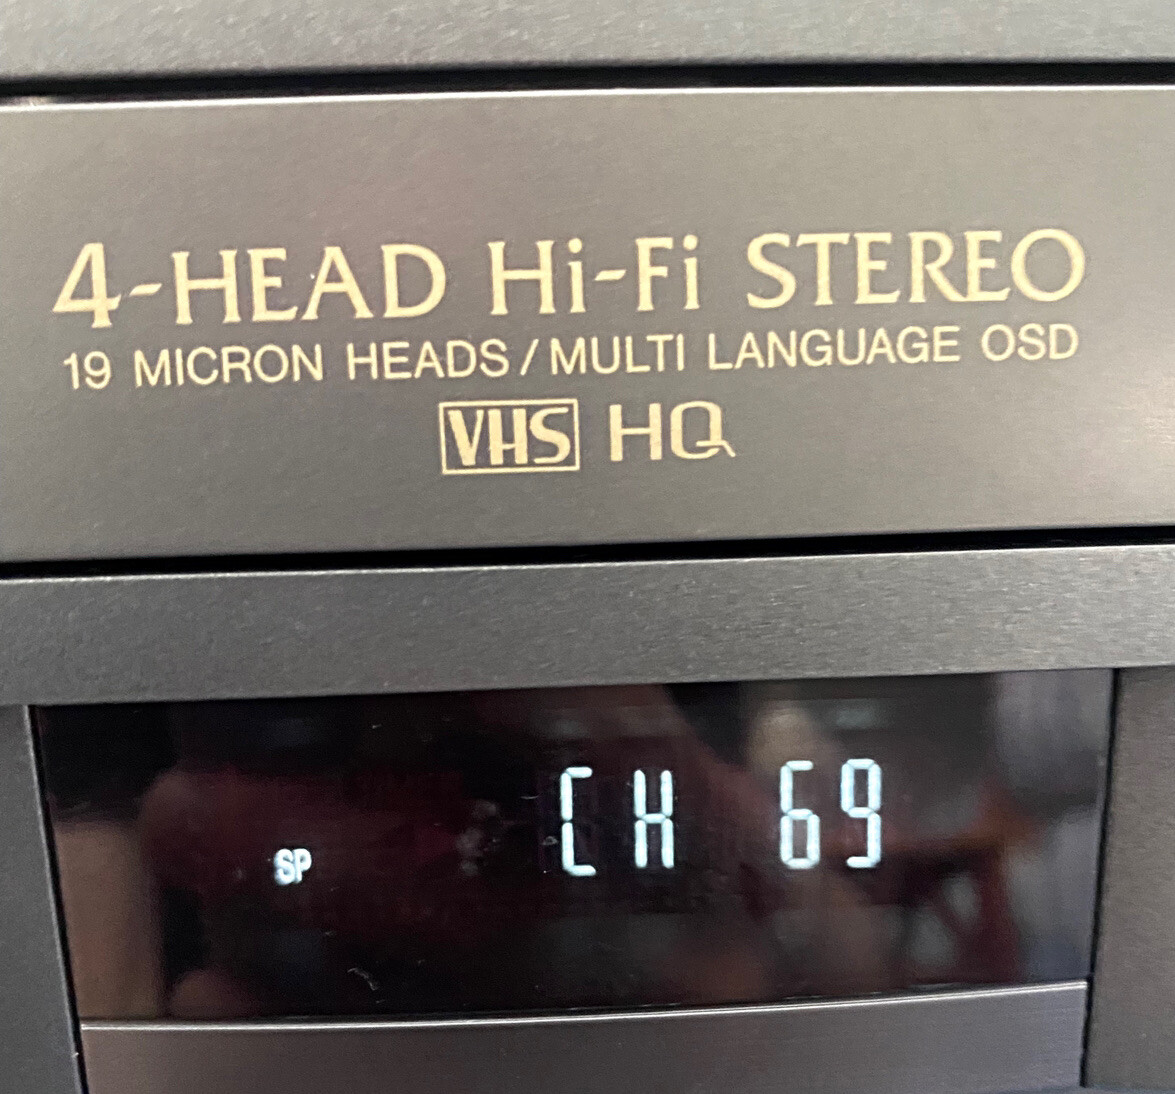 4-HEAD Hi-Fi STEREO
19 MICRON HEADS/MULTI LANGUAGE OSD
VHS HQ
SP CH 69